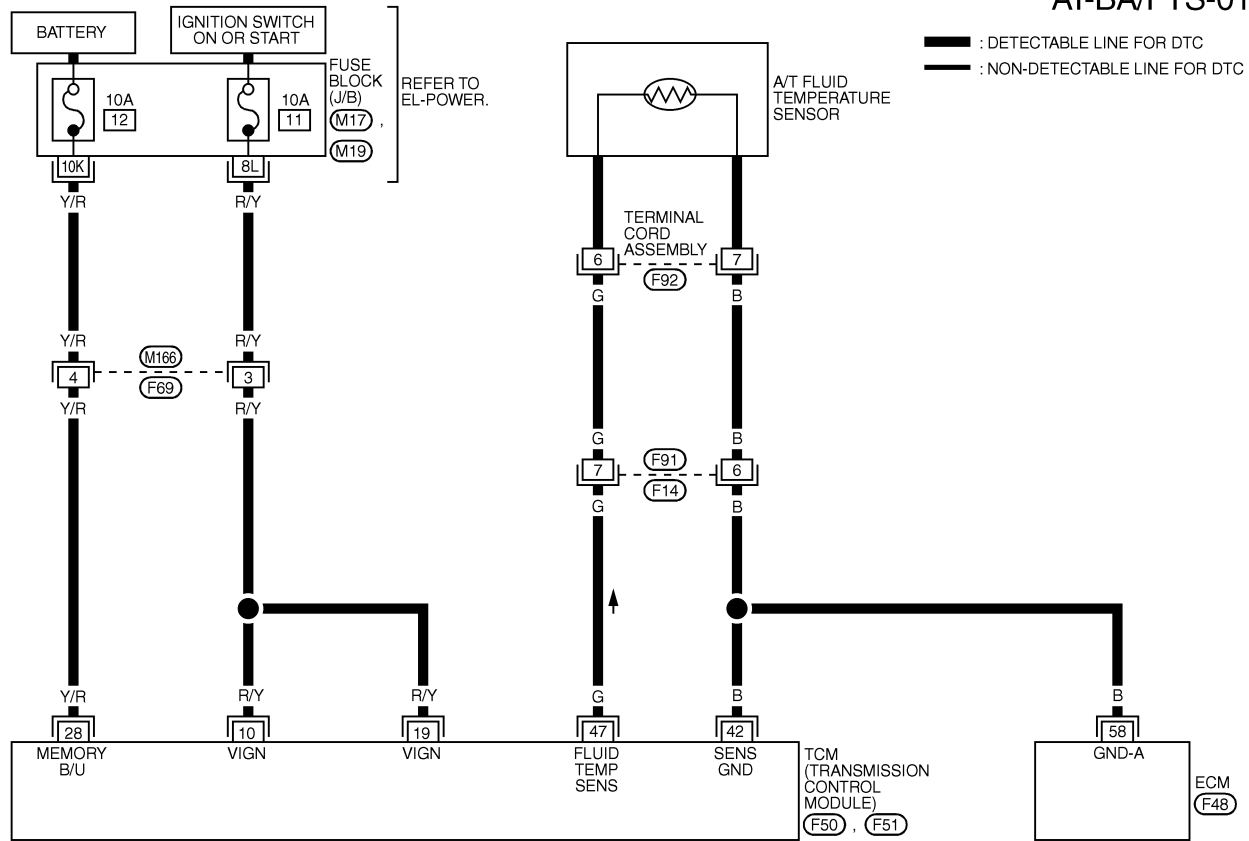 AT-BA/FTS-01
BATTERY
IGNITION SWITCH
ON OR START
: DETECTABLE LINE FOR DTC
: NON-DETECTABLE LINE FOR DTC
FUSE
BLOCK
(J/B)
M17 ,
M19
REFER TO
EL-POWER.
10A
12
10A
11
A/T FLUID
TEMPERATURE
SENSOR
10K
8L
Y/R
R/Y
TERMINAL
CORD
ASSEMBLY
6
7
F92
G
B
Y/R
R/Y
M166
4
3
F69
Y/R
R/Y
G
B
F91
7
6
F14
G
B
Y/R
R/Y
R/Y
G
B
B
28
10
19
47
42
58
MEMORY
B/U
VIGN
VIGN
FLUID
TEMP
SENS
SENS
GND
TCM
(TRANSMISSION
CONTROL
MODULE)
F50 , F51
GND-A
ECM
F48